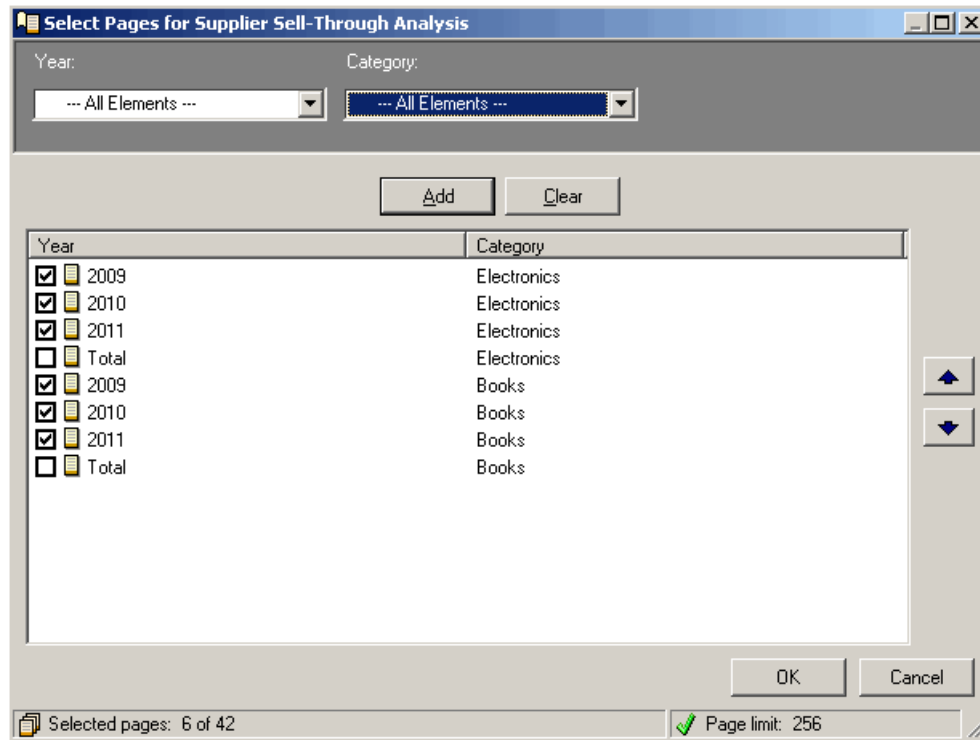 Select Pages for Supplier Sell-Through Analysis
Year: Category:
--- All Elements --- --- All Elements ---
Add Clear
Year Category
2009 Electronics
2010 Electronics
2011 Electronics
Total Electronics
2009 Books
2010 Books
2011 Books
Total Books
OK Cancel
Selected pages: 6 of 42 Page limit: 256